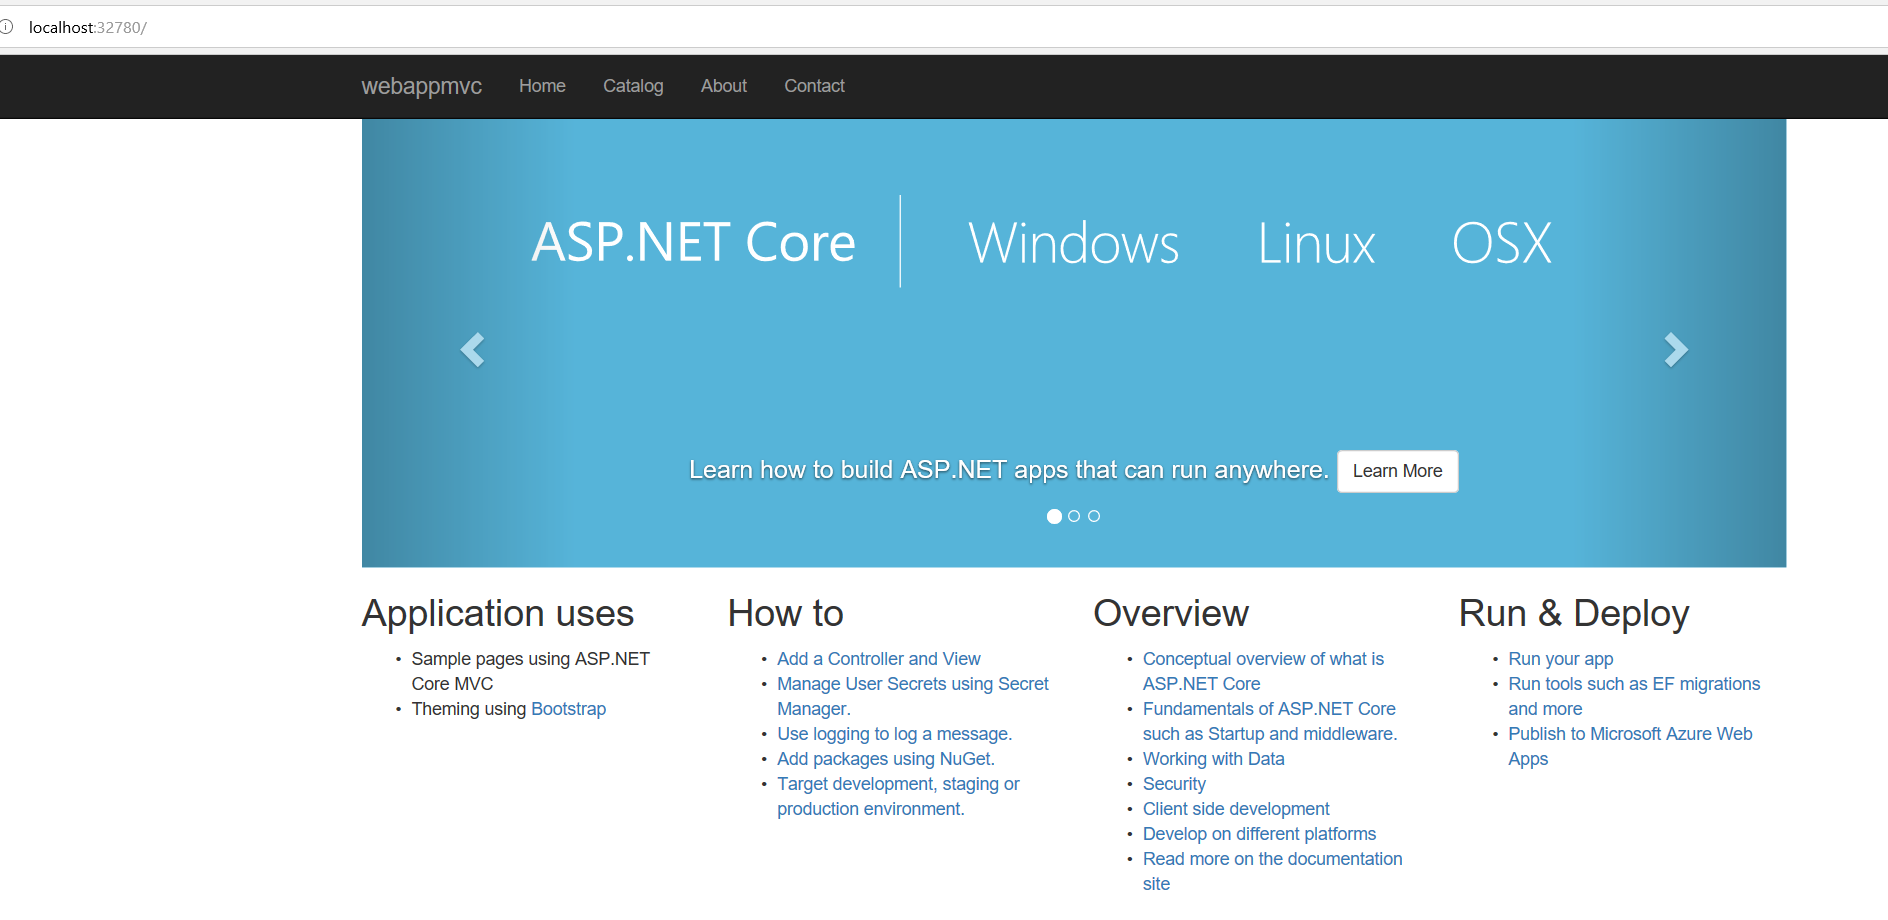 localhost:32780/
webappmvc Home Catalog About Contact
ASP.NET Core Windows Linux OSX
Learn how to build ASP.NET apps that can run anywhere. Learn More
Application uses
Sample pages using ASP.NET
Core MVC
Theming using Bootstrap
How to
Add a Controller and View
Manage User Secrets using Secret
Manager.
Use logging to log a message.
Add packages using NuGet.
Target development, staging or
production environment.
Overview
Conceptual overview of what is
ASP.NET Core
Fundamentals of ASP.NET Core
such as Startup and middleware.
Working with Data
Security
Client side development
Develop on different platforms
Read more on the documentation
site
Run & Deploy
Run your app
Run tools such as EF migrations
and more
Publish to Microsoft Azure Web
Apps